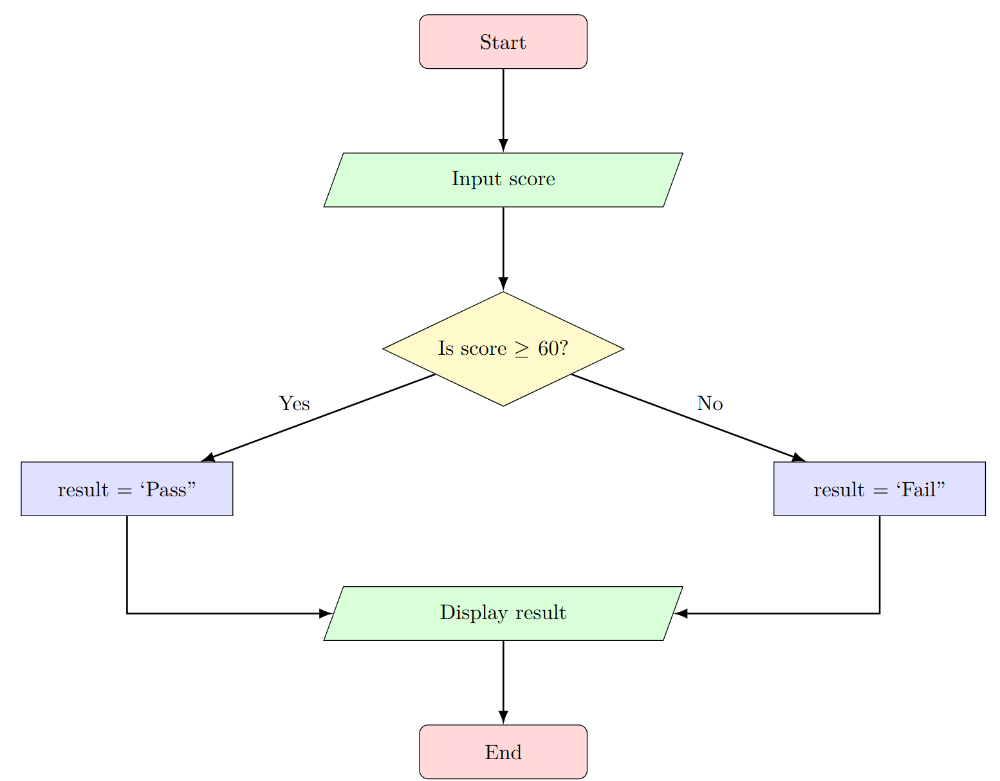 Start
Input score
Is score ≥ 60?
Yes
No
result = ‘Pass”
result = ‘Fail”
Display result
End